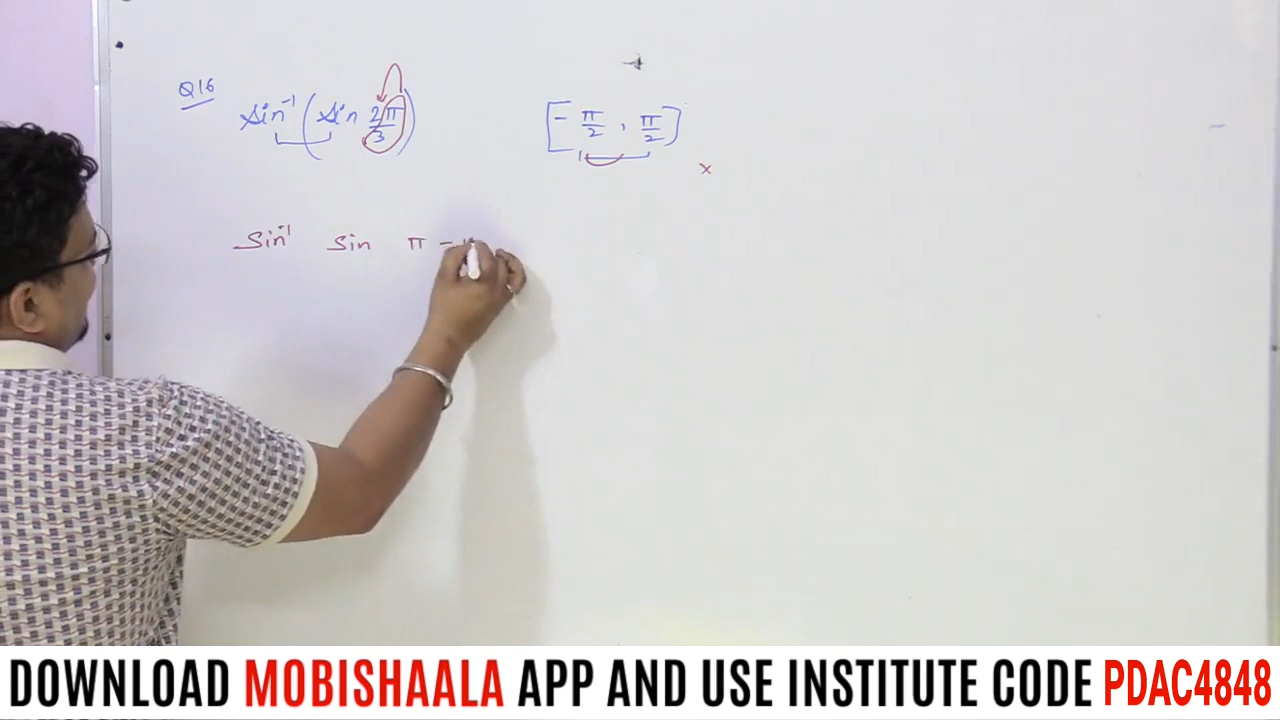 Q16
sin⁻¹(sin 2π/3)
[-π/2, π/2]
x
sin⁻¹ sin π -
DOWNLOAD MOBISHAALA APP AND USE INSTITUTE CODE PDAC4848